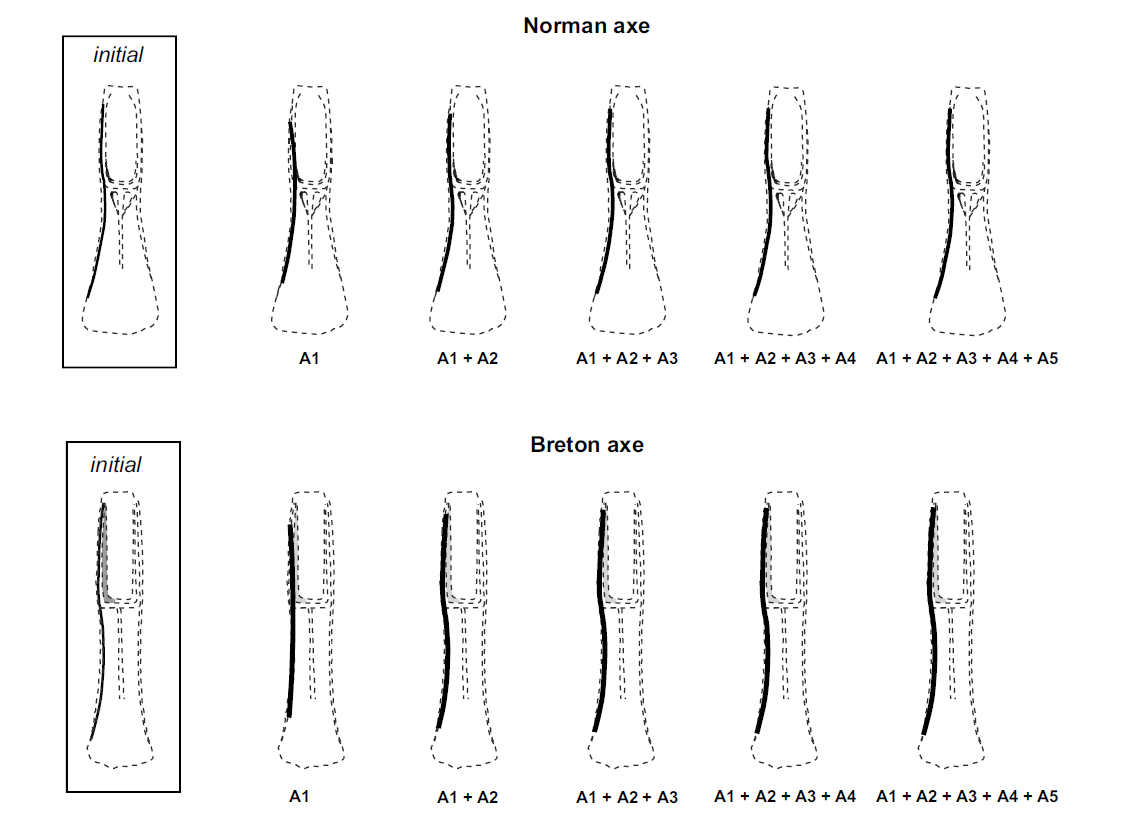 Norman axe
initial
A1
A1 + A2
A1 + A2 + A3
A1 + A2 + A3 + A4
A1 + A2 + A3 + A4 + A5
Breton axe
initial
A1
A1 + A2
A1 + A2 + A3
A1 + A2 + A3 + A4
A1 + A2 + A3 + A4 + A5